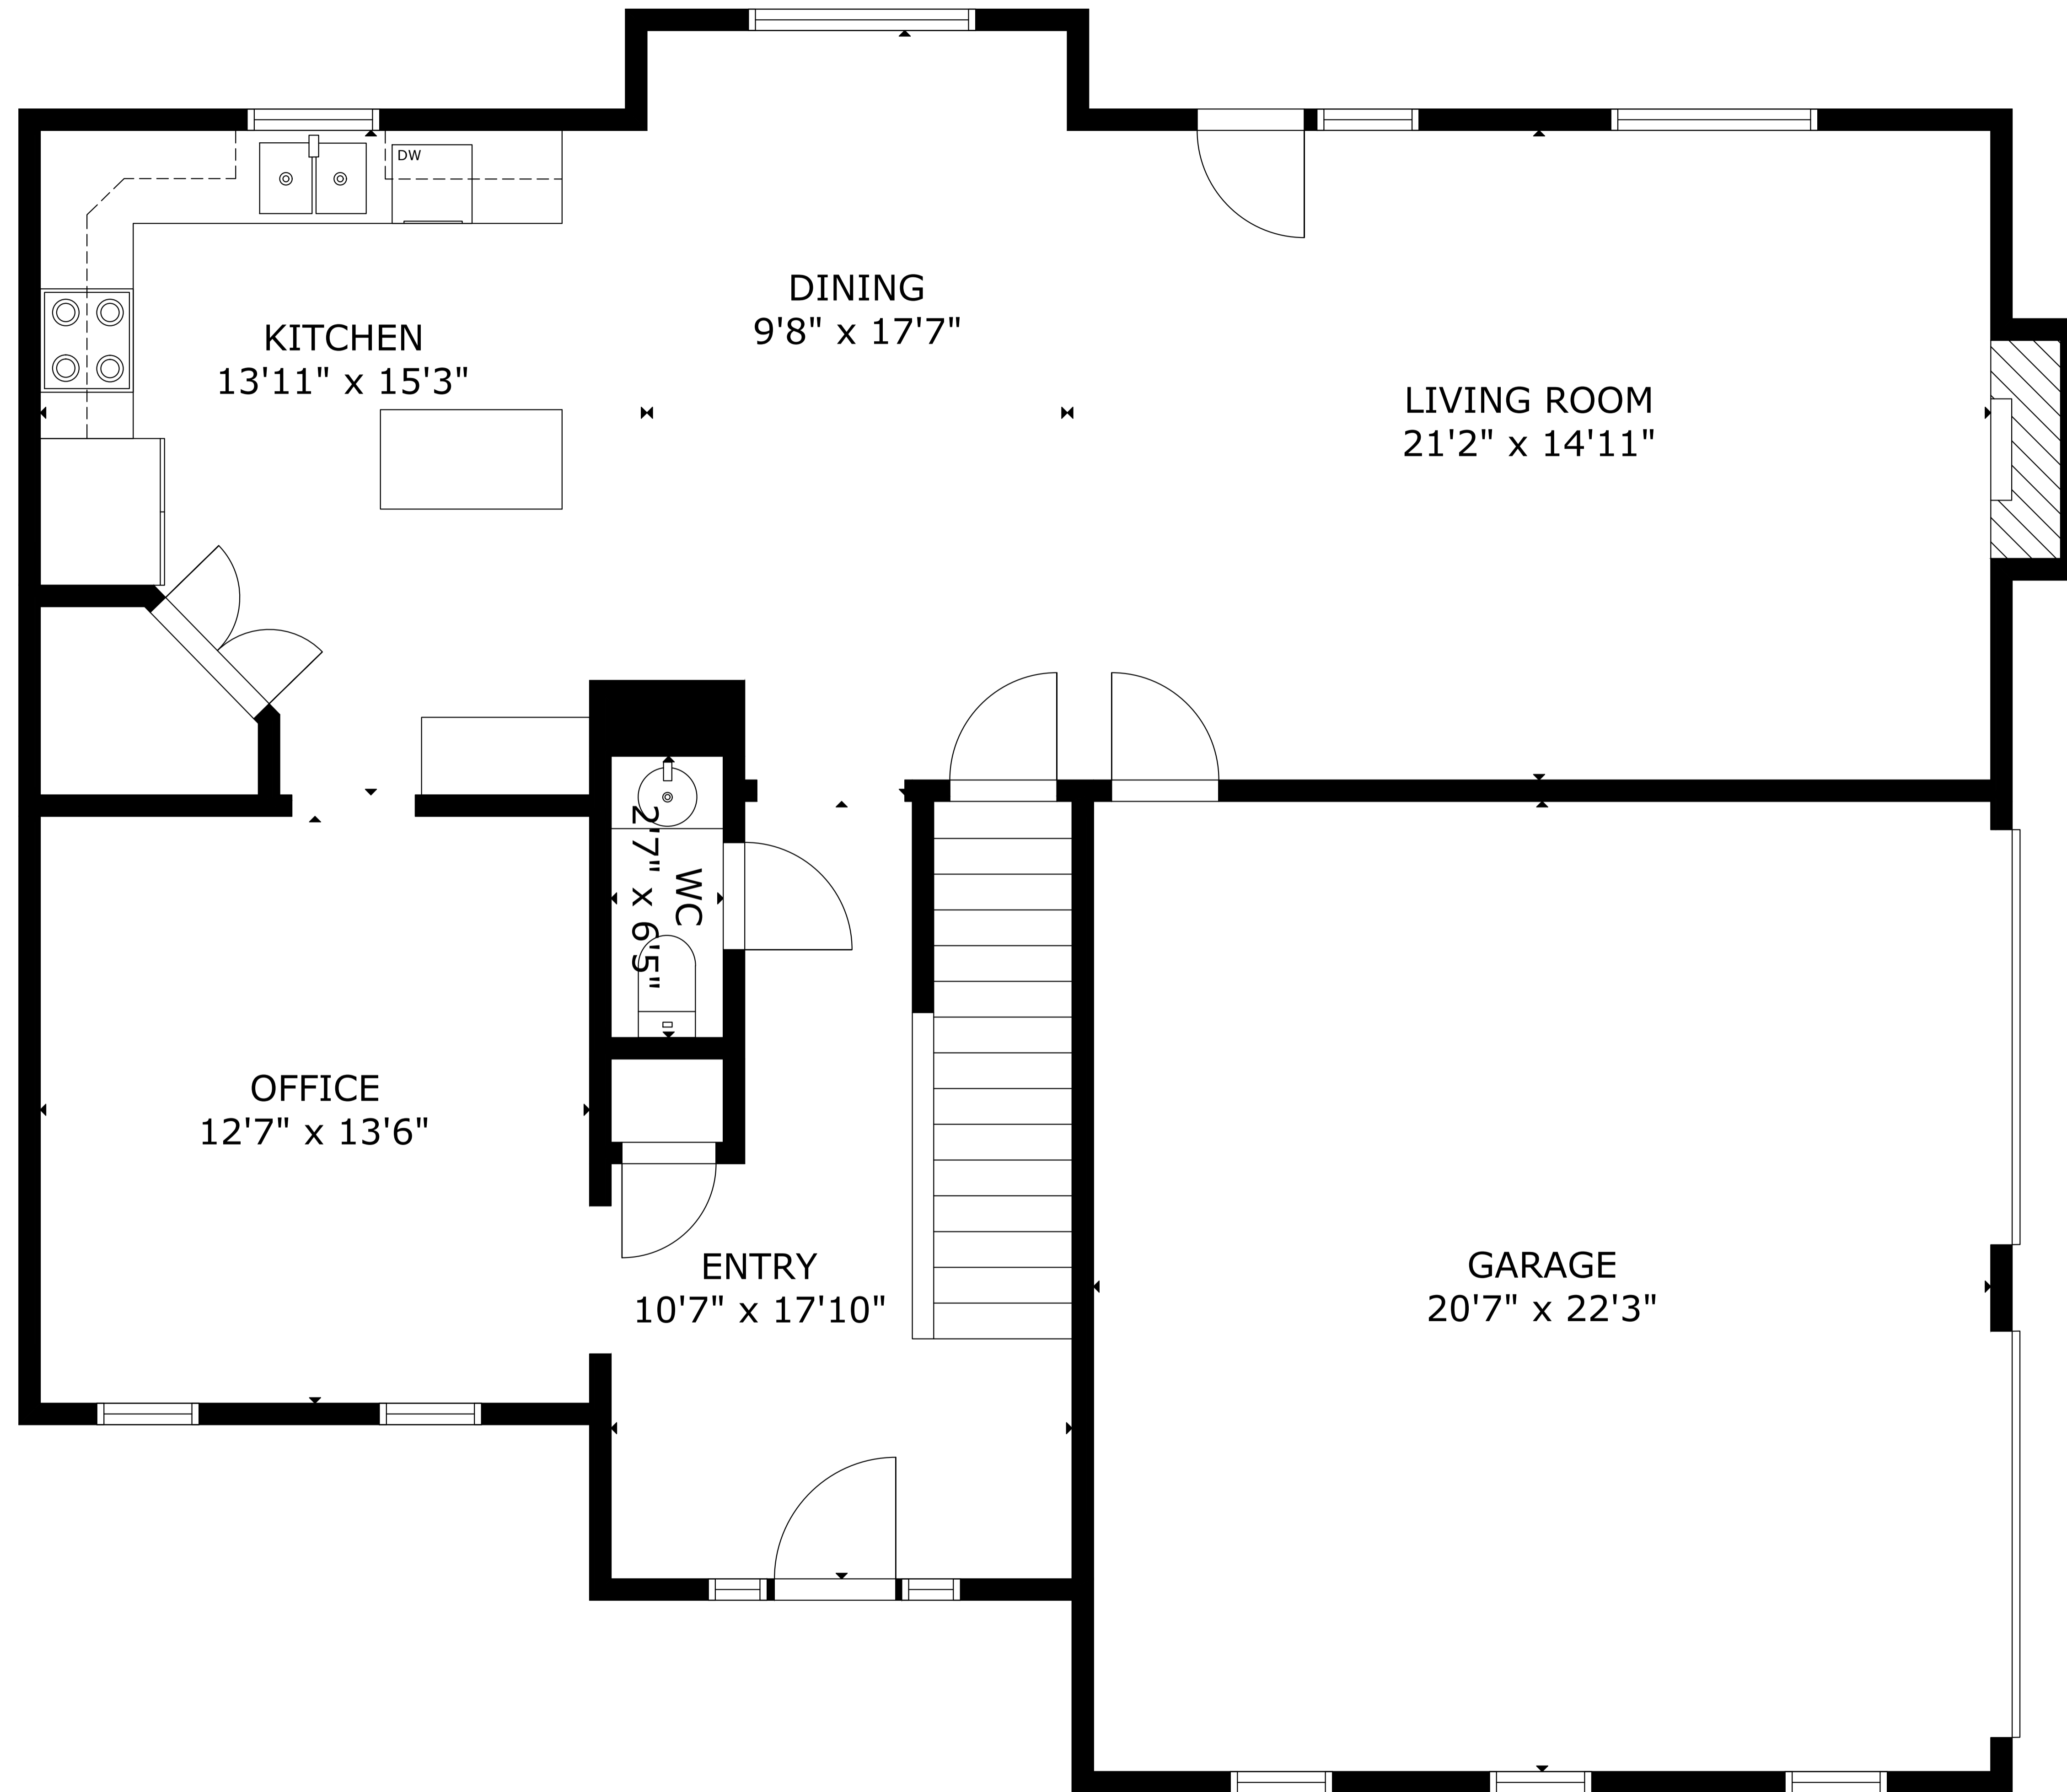 DW
DINING
9'8" x 17'7"
KITCHEN
13'11" x 15'3"
LIVING ROOM
21'2" x 14'11"
WC
2'7" x 6'5"
OFFICE
12'7" x 13'6"
ENTRY
10'7" x 17'10"
GARAGE
20'7" x 22'3"